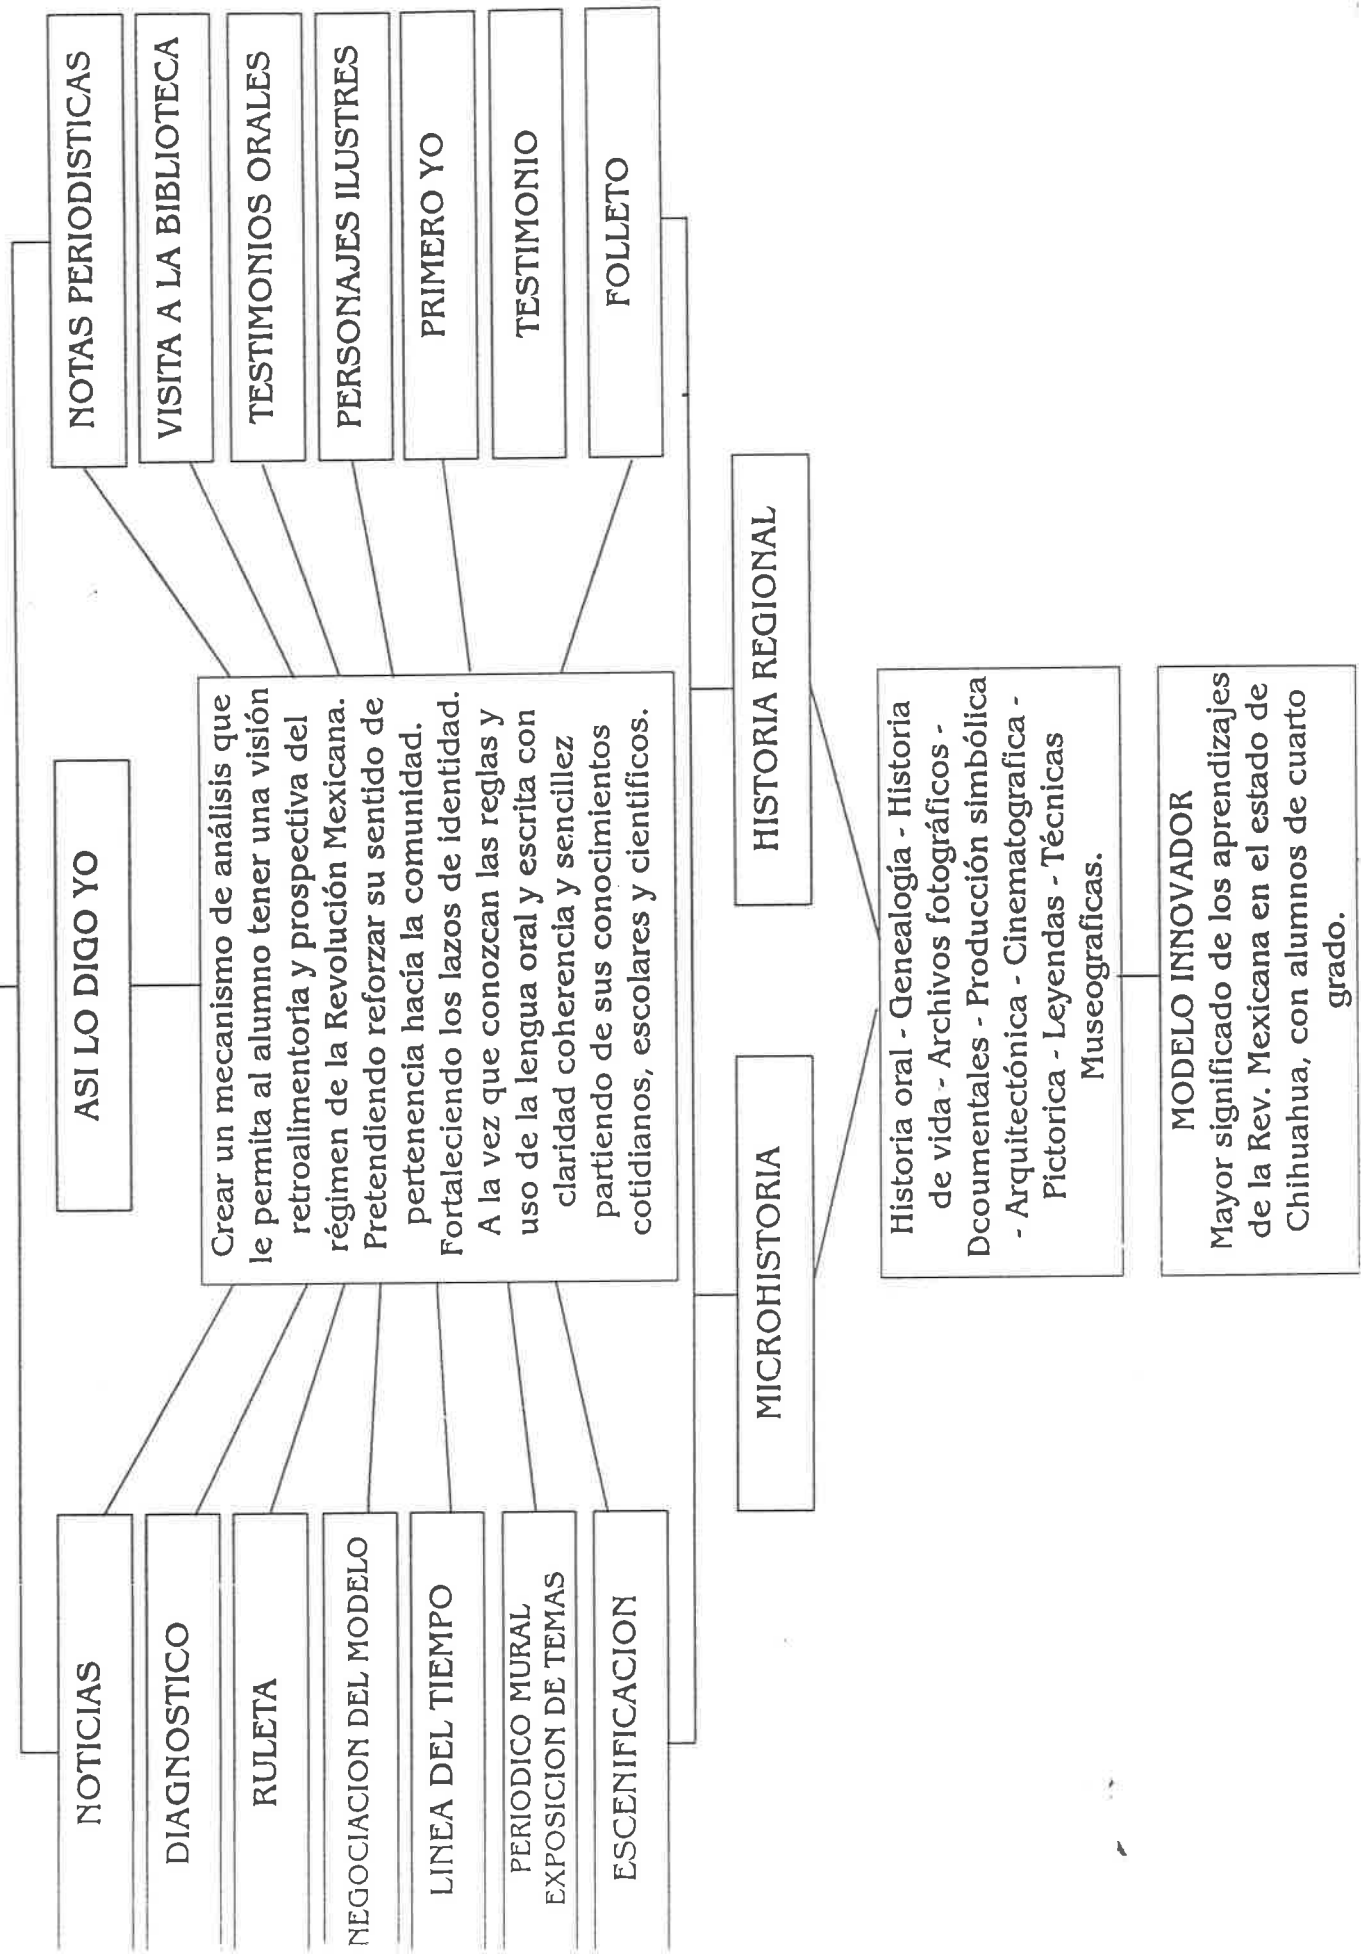 ASI LO DIGO YO
NOTICIAS
DIAGNOSTICO
RULETA
NEGOCIACION DEL MODELO
LINEA DEL TIEMPO
PERIODICO MURAL
EXPOSICION DE TEMAS
ESCENIFICACION
Crear un mecanismo de análisis que
le permita al alumno tener una visión
retroalimentoria y prospectiva del
régimen de la Revolución Mexicana.
Pretendiendo reforzar su sentido de
pertenencia hacía la comunidad.
Fortaleciendo los lazos de identidad.
A la vez que conozcan las reglas y
uso de la lengua oral y escrita con
claridad coherencia y sencillez
partiendo de sus conocimientos
cotidianos, escolares y cientificos.
NOTAS PERIODISTICAS
VISITA A LA BIBLIOTECA
TESTIMONIOS ORALES
PERSONAJES ILUSTRES
PRIMERO YO
TESTIMONIO
FOLLETO
MICROHISTORIA
HISTORIA REGIONAL
Historia oral - Genealogía - Historia
de vida - Archivos fotográficos -
Dcoumentales - Producción simbólica
- Arquitectónica - Cinematografica -
Pictorica - Leyendas - Técnicas
Museograficas.
MODELO INNOVADOR
Mayor significado de los aprendizajes
de la Rev. Mexicana en el estado de
Chihuahua, con alumnos de cuarto
grado.